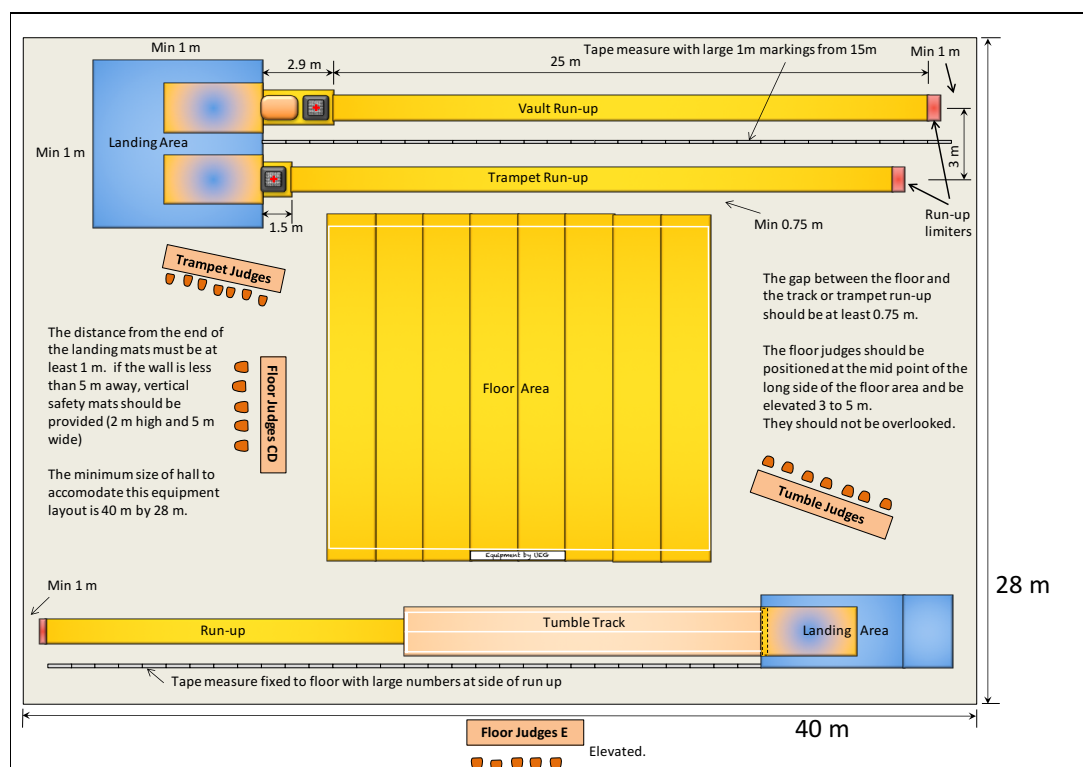 Min 1 m
Tape measure with large 1m markings from 15m
Min 1 m
2.9 m
25 m
Vault Run-up
Landing Area
Min 1 m
3 m
Trampet Run-up
1.5 m
Min 0.75 m
Run-up
limiters
Trampet Judges
The gap between the floor and
the track or trampet run-up
should be at least 0.75 m.
The distance from the end of
the landing mats must be at
least 1 m.  if the wall is less
than 5 m away, vertical
safety mats should be
provided (2 m high and 5 m
wide)
The floor judges should be
positioned at the mid point of the
long side of the floor area and be
elevated 3 to 5 m.
They should not be overlooked.
Floor Judges CD
Floor Area
The minimum size of hall to
accomodate this equipment
layout is 40 m by 28 m.
Tumble Judges
Equipment by UEG
Min 1 m
28 m
Run-up
Tumble Track
Landing Area
Tape measure fixed to floor with large numbers at side of run up
40 m
Floor Judges E
Elevated.